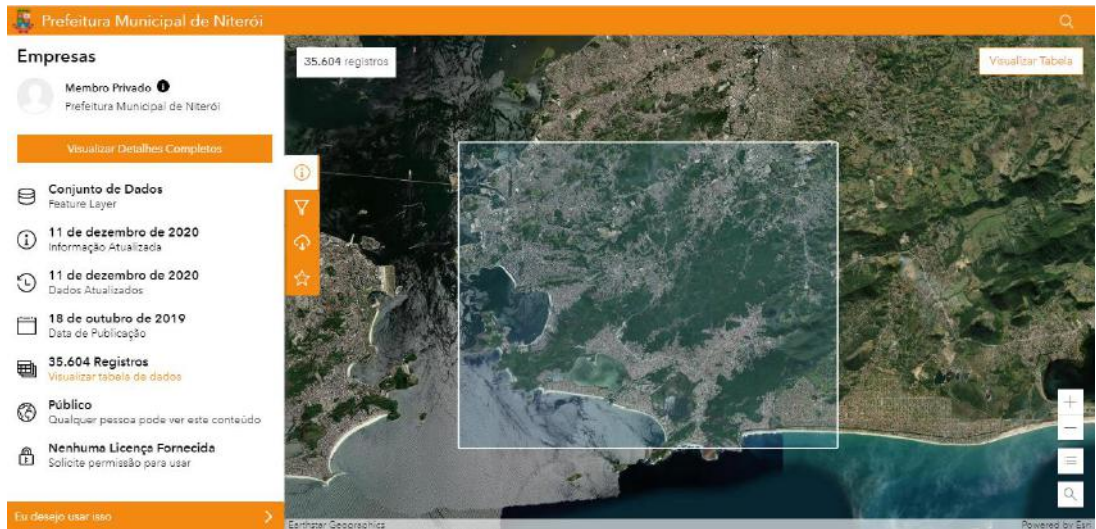 Prefeitura Municipal de Niterói
Empresas
Membro Privado
Prefeitura Municipal de Niterói
Visualizar Detalhes Completos
Conjunto de Dados
Feature Layer
11 de dezembro de 2020
Informação Atualizada
11 de dezembro de 2020
Dados Atualizados
18 de outubro de 2019
Data de Publicação
35.604 Registros
Visualizar tabela de dados
Público
Qualquer pessoa pode ver este conteúdo
Nenhuma Licença Fornecida
Solicite permissão para usar
Eu desejo usar isso
35.604 registros
Visualizar Tabela
Earthstar Geographics
Powered by Esri